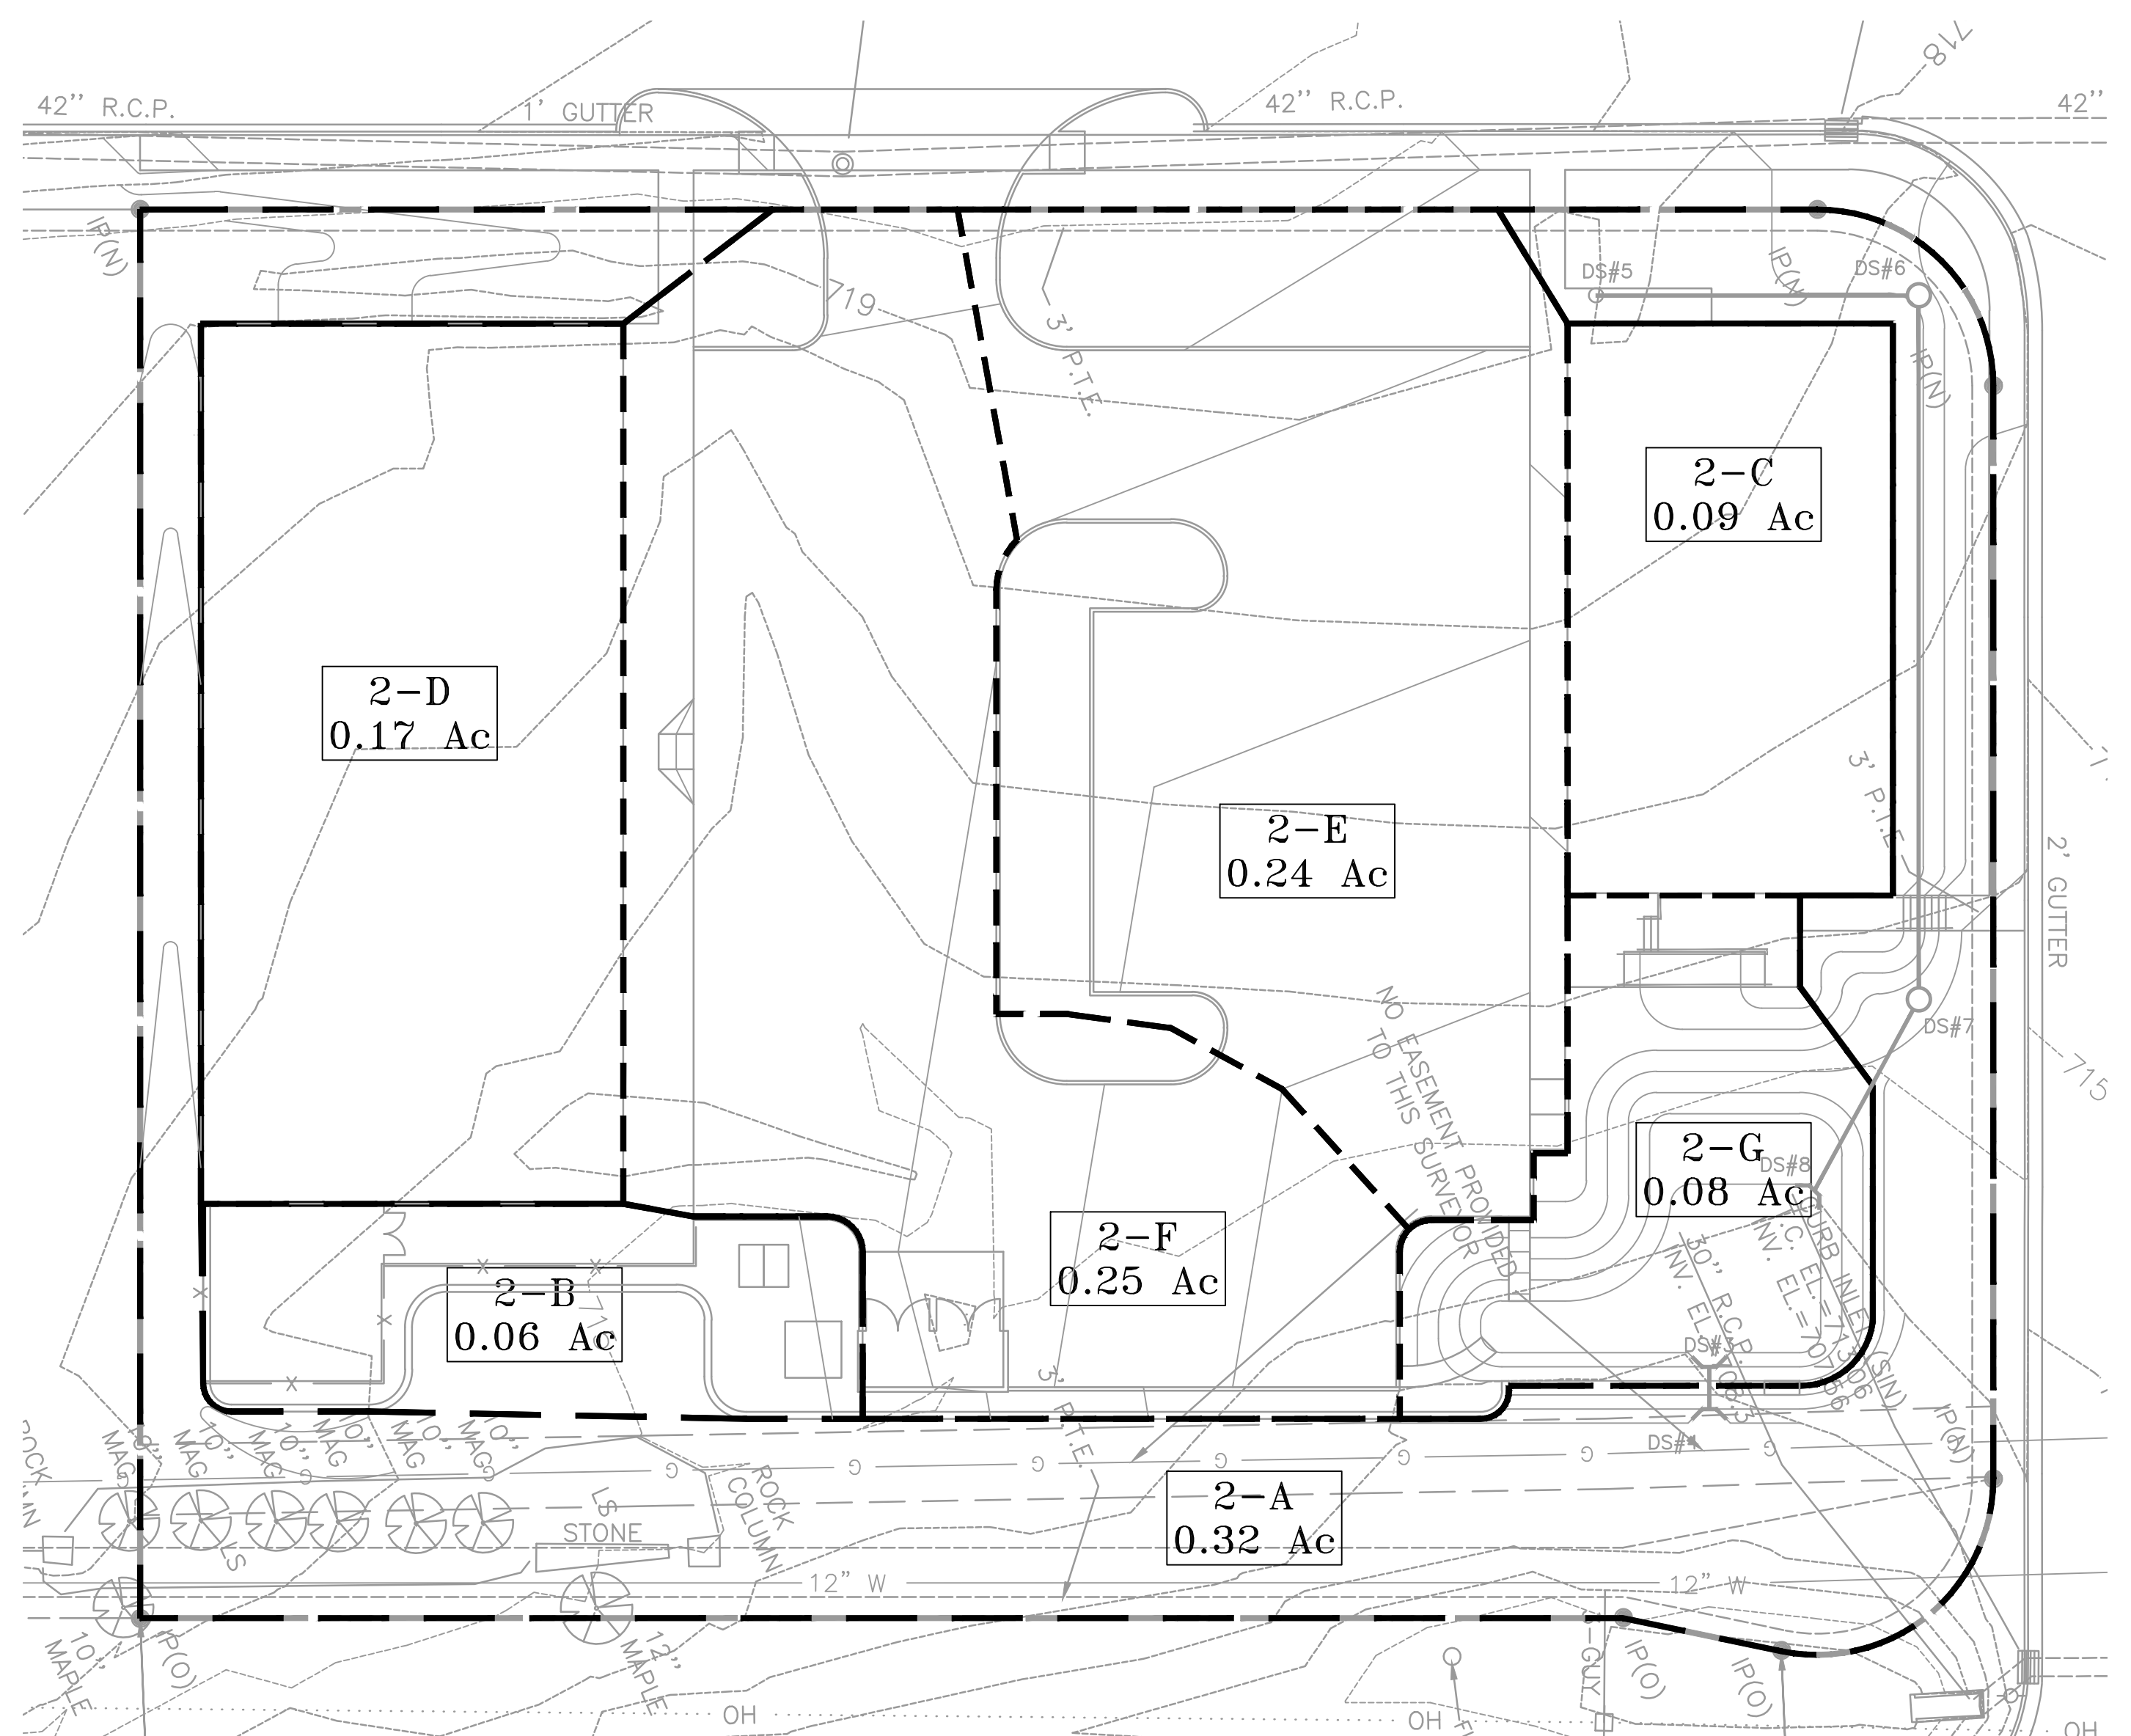 718
42'' R.C.P.
1' GUTTER
42'' R.C.P.
42''
IP(N)
DS#5
IP(N)
DS#6
719
3' P.T.E.
IP(N)
2-C
0.09 Ac
2-D
0.17 Ac
3' P.T.E.
2-E
0.24 Ac
2' GUTTER
NO EASEMENT PROVIDED
TO THIS SURVEYOR
DS#7
715
2-G
DS#8
0.08 Ac
2-F
0.25 Ac
CURB INLET (S/N)
30'' R.C.P.
X
X
X
X
X
2-B
0.06 Ac
DS#3
3' P.T.E.
IP(N)
DS#4
10''
MAG
10''
MAG
10''
MAG
10''
MAG
10''
MAG
10''
MAG
G
G
G
G
G
G
G
G
ROCK
COLUMN
2-A
0.32 Ac
LS
STONE
LS
12'' W
12'' W
10''
MAPLE
IP(O)
12''
MAPLE
GUY
IP(O)
IP(O)
OH
OH
OH